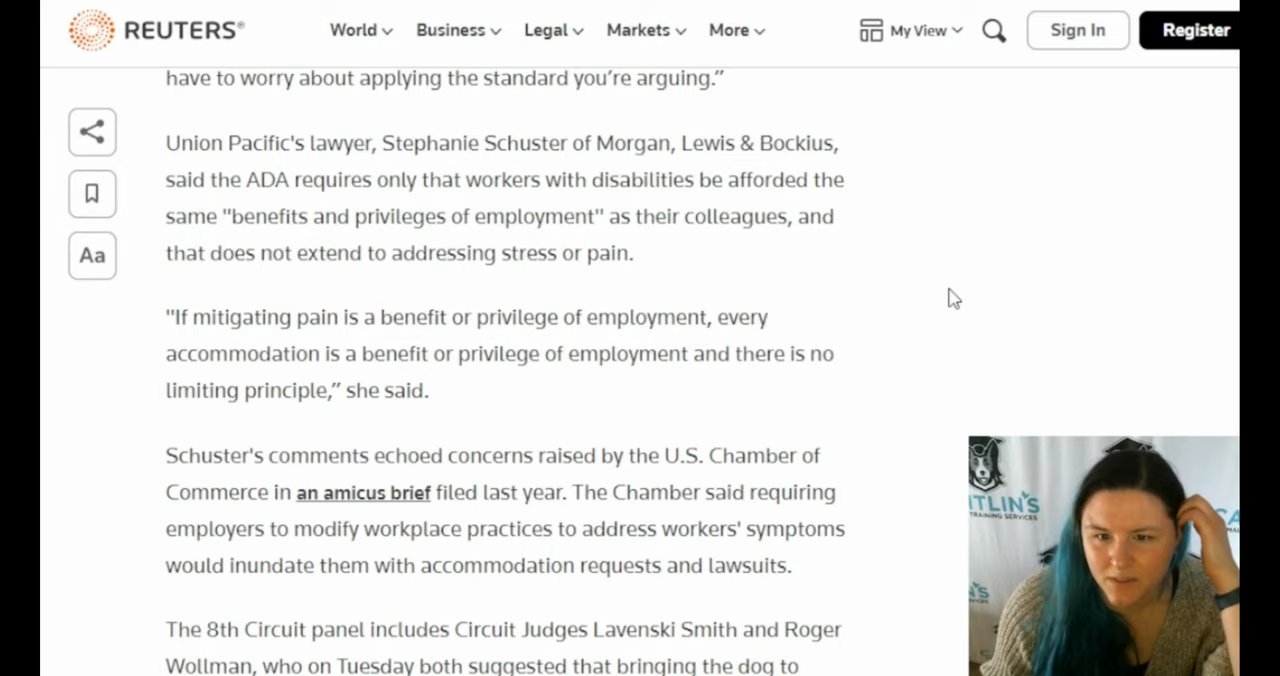 REUTERS®
World Business Legal Markets More My View Sign In Register
have to worry about applying the standard you’re arguing.”
Union Pacific's lawyer, Stephanie Schuster of Morgan, Lewis & Bockius,
said the ADA requires only that workers with disabilities be afforded the
same "benefits and privileges of employment" as their colleagues, and
that does not extend to addressing stress or pain.
"If mitigating pain is a benefit or privilege of employment, every
accommodation is a benefit or privilege of employment and there is no
limiting principle,” she said.
Schuster's comments echoed concerns raised by the U.S. Chamber of
Commerce in an amicus brief filed last year. The Chamber said requiring
employers to modify workplace practices to address workers' symptoms
would inundate them with accommodation requests and lawsuits.
The 8th Circuit panel includes Circuit Judges Lavenski Smith and Roger
Wollman, who on Tuesday both suggested that bringing the dog to
Aa
ITLIN'S
TRAINING SERVICES
CA